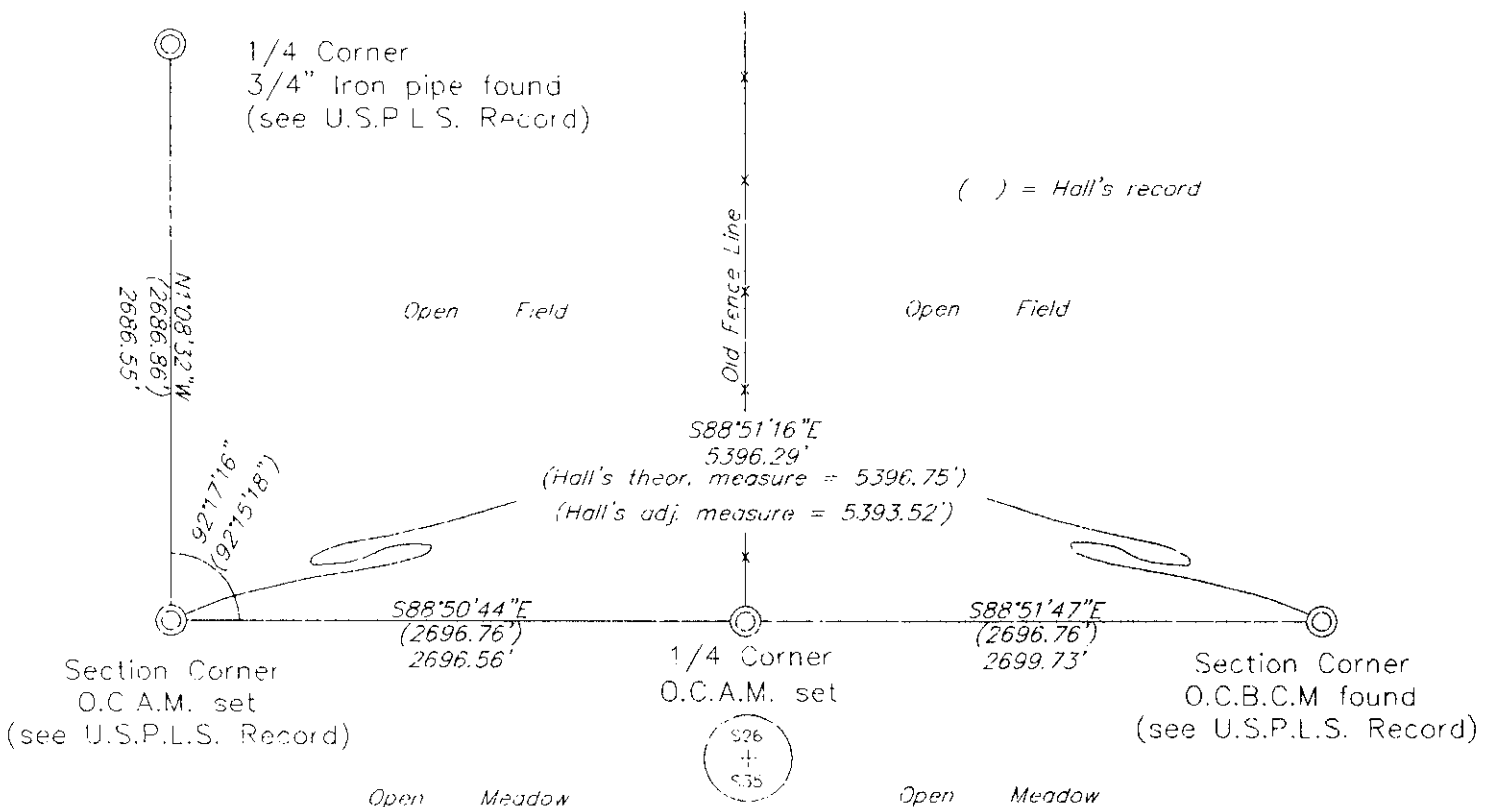 1/4 Corner
3/4" Iron pipe found
(see U.S.P.L.S. Record)
( ) = Hall's record
N1°08'32"W
(2686.86')
2686.55'
Open Field
Old Fence Line
Open Field
S88°51'16"E
5396.29'
(Hall's theor. measure = 5396.75')
(Hall's adj. measure = 5393.52')
92°17'16"
(92°15'18")
S88°50'44"E
(2696.76')
2696.56'
S88°51'47"E
(2696.76')
2699.73'
Section Corner
O.C.A.M. set
(see U.S.P.L.S. Record)
1/4 Corner
O.C.A.M. set
Section Corner
O.C.B.C.M found
(see U.S.P.L.S. Record)
S26
+
S35
Open Meadow
Open Meadow